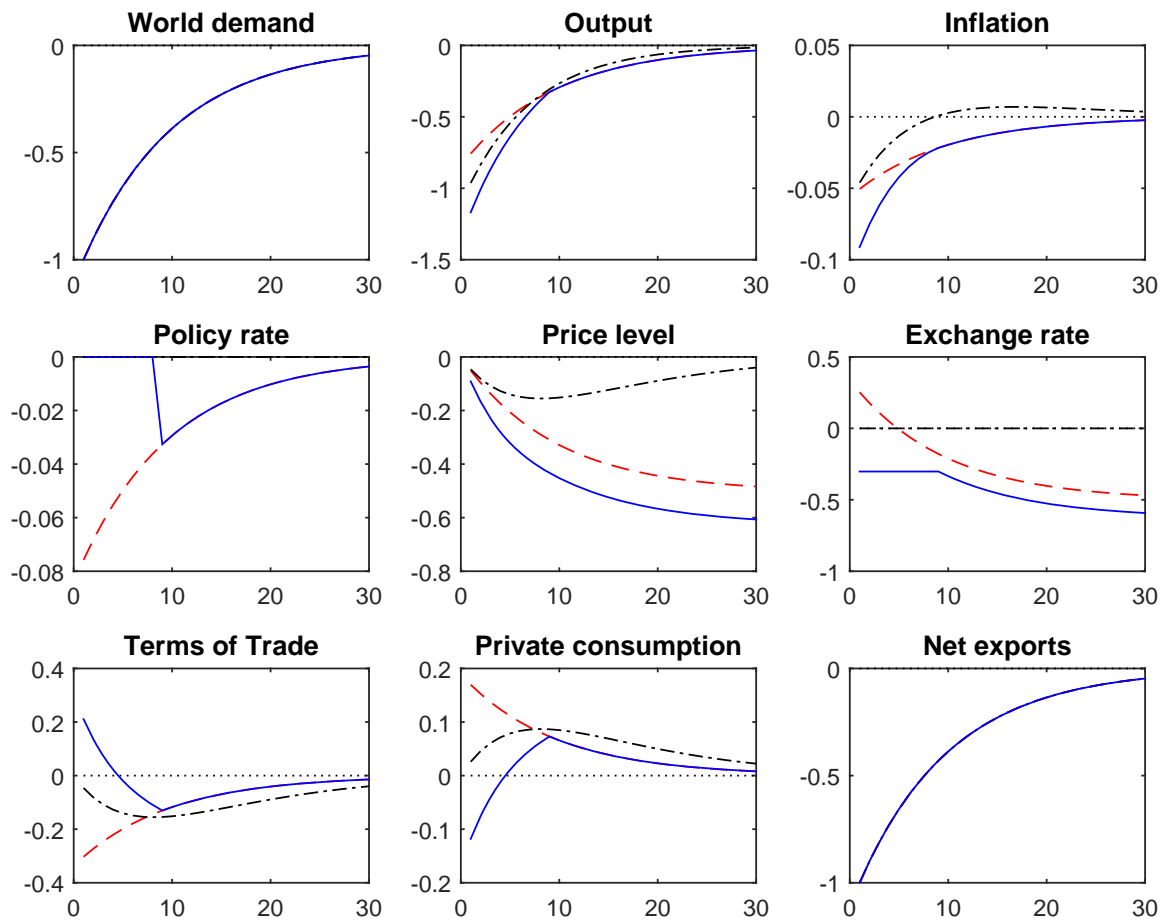 World demand
0
-0.5
-1
0 10 20 30
Output
0
-0.5
-1
-1.5
0 10 20 30
Inflation
0.05
0
-0.05
-0.1
0 10 20 30
Policy rate
0
-0.02
-0.04
-0.06
-0.08
0 10 20 30
Price level
0
-0.2
-0.4
-0.6
-0.8
0 10 20 30
Exchange rate
0.5
0
-0.5
-1
0 10 20 30
Terms of Trade
0.4
0.2
0
-0.2
-0.4
0 10 20 30
Private consumption
0.2
0.1
0
-0.1
-0.2
0 10 20 30
Net exports
0
-0.5
-1
0 10 20 30